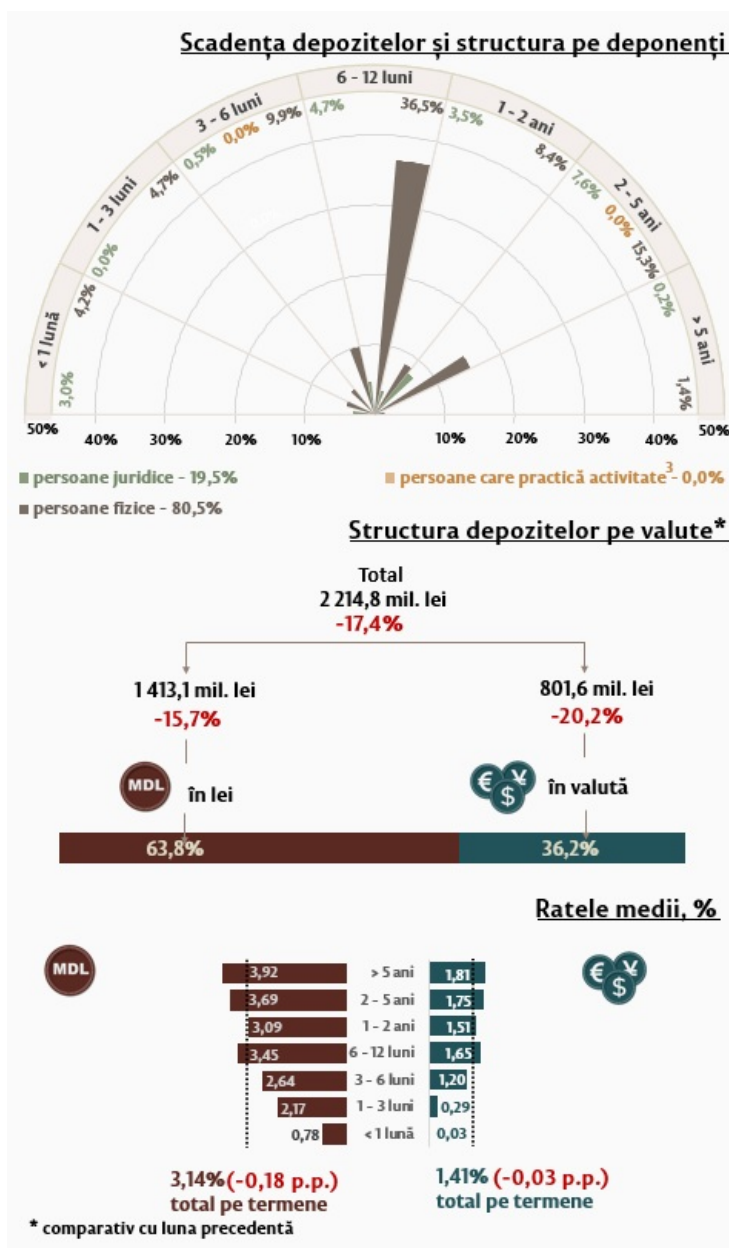 Scadența depozitelor și structura pe deponenți
6 - 12 luni
3 - 6 luni
1 - 2 ani
1 - 3 luni
2 - 5 ani
< 1 lună
> 5 ani
3,0%
4,2%
0,0%
4,7%
0,5%
0,0%
9,9%
4,7%
36,5%
3,5%
8,4%
7,6%
0,0%
15,3%
0,2%
1,4%
50% 40% 30% 20% 10% 10% 20% 30% 40% 50%
persoane juridice - 19,5%
persoane care practică activitate3 - 0,0%
persoane fizice - 80,5%
Structura depozitelor pe valute*
Total
2 214,8 mil. lei
-17,4%
1 413,1 mil. lei 801,6 mil. lei
-15,7% -20,2%
MDL în lei € ¥ $ în valută
63,8% 36,2%
Ratele medii, %
MDL € ¥ $
3,92 > 5 ani 1,81
3,69 2 - 5 ani 1,75
3,09 1 - 2 ani 1,51
3,45 6 - 12 luni 1,65
2,64 3 - 6 luni 1,20
2,17 1 - 3 luni 0,29
0,78 < 1 lună 0,03
3,14% (-0,18 p.p.) 1,41% (-0,03 p.p.)
total pe termene total pe termene
* comparativ cu luna precedentă